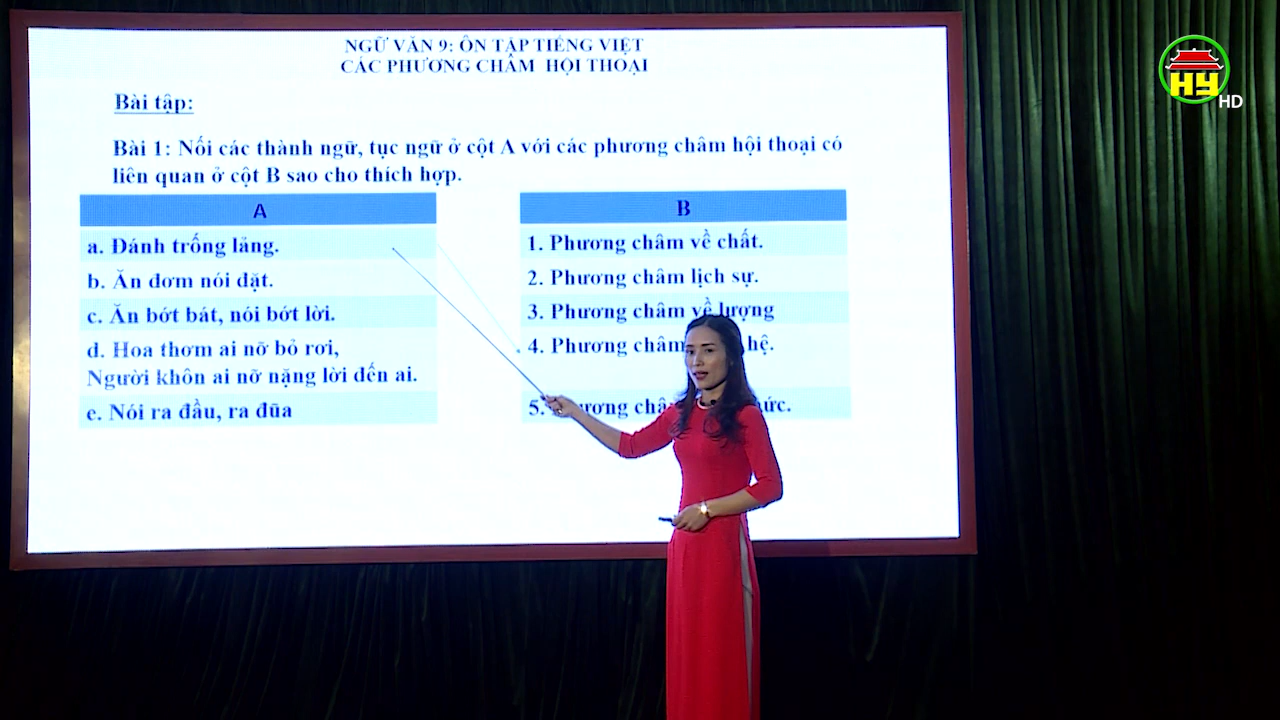 NGỮ VĂN 9: ÔN TẬP TIẾNG VIỆT
CÁC PHƯƠNG CHÂM HỘI THOẠI
HY HD
Bài tập:
Bài 1: Nối các thành ngữ, tục ngữ ở cột A với các phương châm hội thoại có
liên quan ở cột B sao cho thích hợp.
A
B
a. Đánh trống lảng.
1. Phương châm về chất.
b. Ăn đơm nói đặt.
2. Phương châm lịch sự.
c. Ăn bớt bát, nói bớt lời.
3. Phương châm về lượng
d. Hoa thơm ai nỡ bỏ rơi,
4. Phương châm hệ.
Người khôn ai nỡ nặng lời đến ai.
e. Nói ra đầu, ra đũa
5.